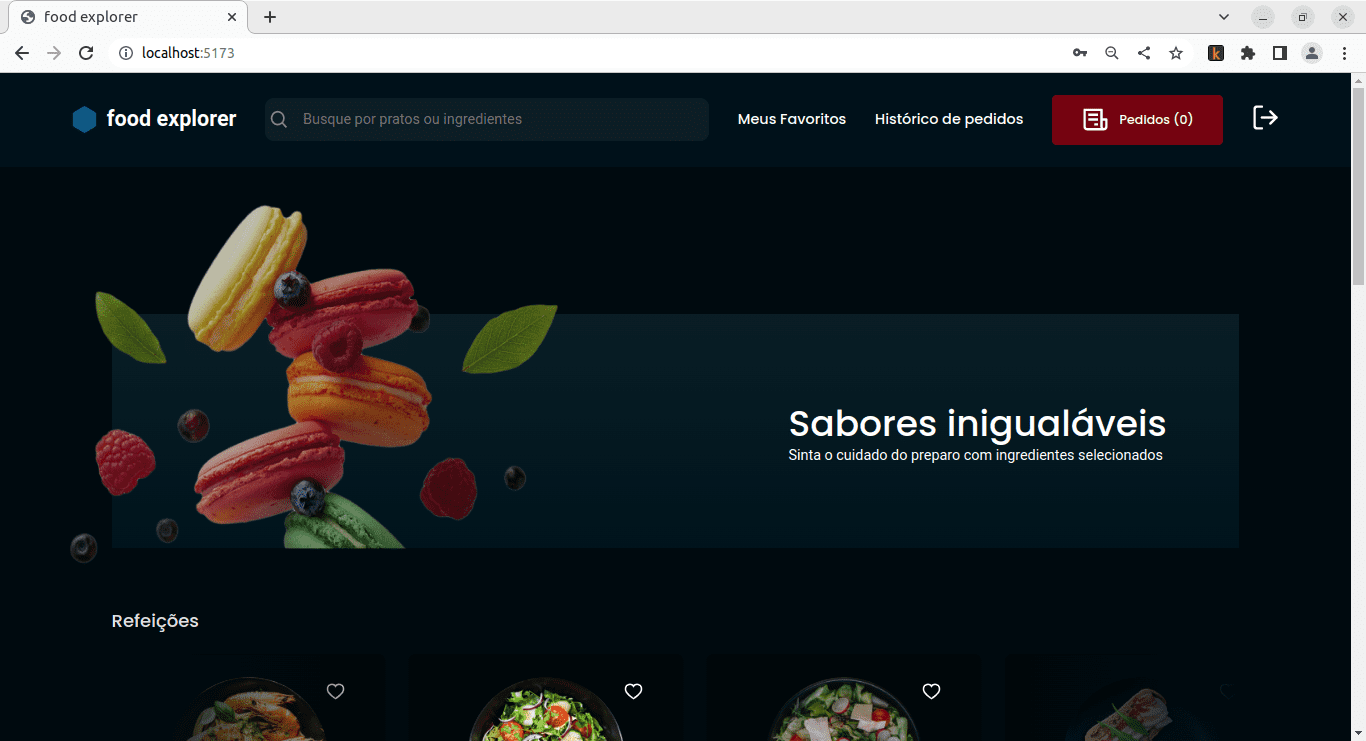 food explorer
localhost:5173
food explorer
Busque por pratos ou ingredientes
Meus Favoritos
Histórico de pedidos
Pedidos (0)
Sabores inigualáveis
Sinta o cuidado do preparo com ingredientes selecionados
Refeições